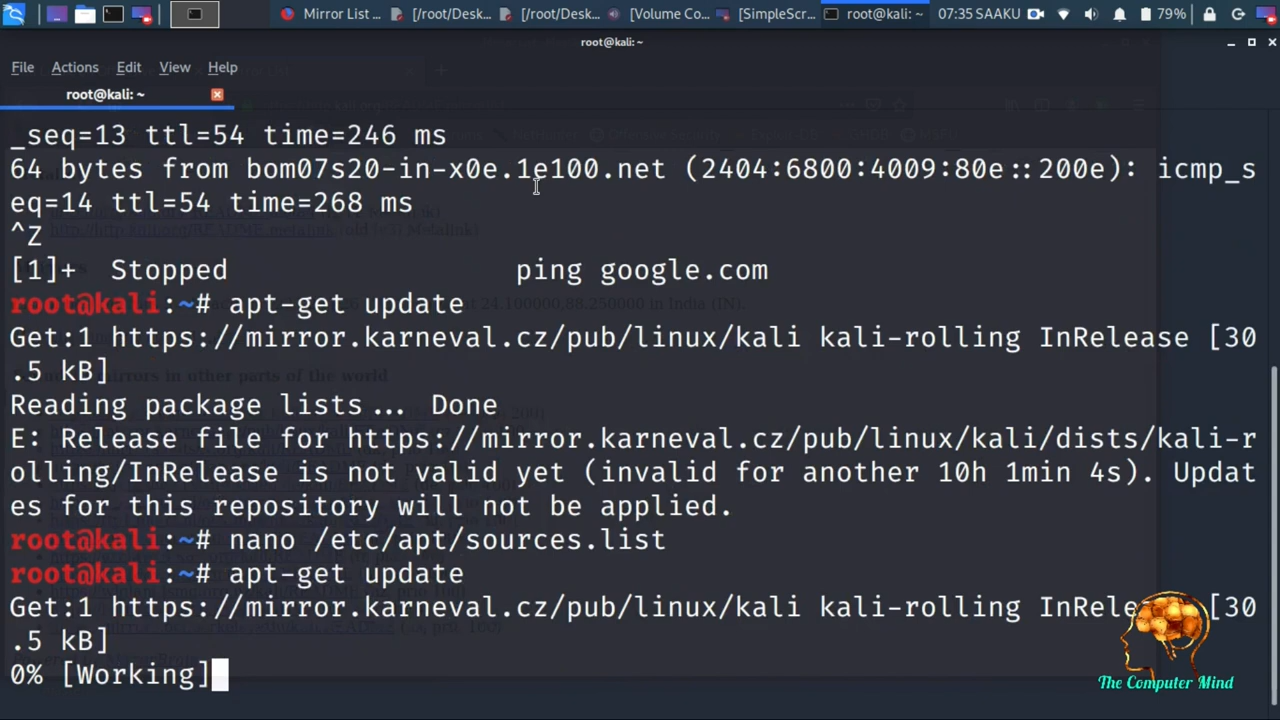 Mirror List ...
[/root/Desk...
[/root/Desk...
[Volume Co...
[SimpleScr...
root@kali: ~
07:35 SAAKU
79%
root@kali: ~
File Actions Edit View Help
root@kali: ~
_seq=13 ttl=54 time=246 ms
64 bytes from bom07s20-in-x0e.1e100.net (2404:6800:4009:80e::200e): icmp_s
eq=14 ttl=54 time=268 ms
^Z
[1]+ Stopped ping google.com
root@kali:~# apt-get update
Get:1 https://mirror.karneval.cz/pub/linux/kali kali-rolling InRelease [30
.5 kB]
Reading package lists... Done
E: Release file for https://mirror.karneval.cz/pub/linux/kali/dists/kali-r
olling/InRelease is not valid yet (invalid for another 10h 1min 4s). Updat
es for this repository will not be applied.
root@kali:~# nano /etc/apt/sources.list
root@kali:~# apt-get update
Get:1 https://mirror.karneval.cz/pub/linux/kali kali-rolling InRelease [30
.5 kB]
0% [Working]
The Computer Mind